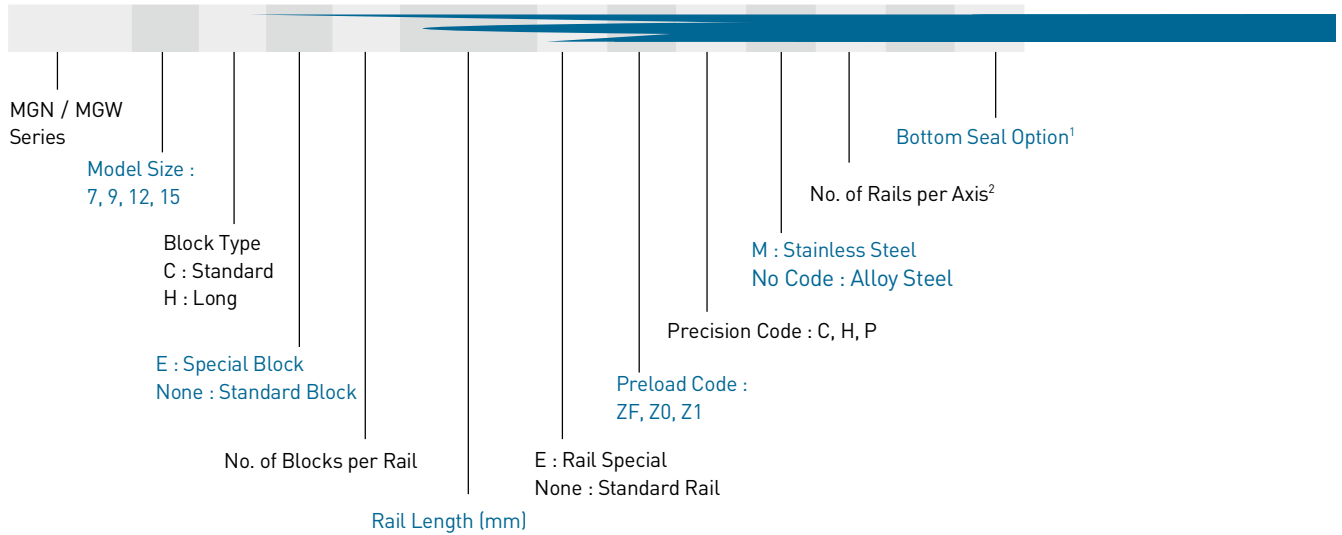 MGN / MGW
Series
Model Size :
7, 9, 12, 15
Block Type
C : Standard
H : Long
E : Special Block
None : Standard Block
No. of Blocks per Rail
Rail Length (mm)
E : Rail Special
None : Standard Rail
Preload Code :
ZF, Z0, Z1
Precision Code : C, H, P
M : Stainless Steel
No Code : Alloy Steel
No. of Rails per Axis²
Bottom Seal Option¹